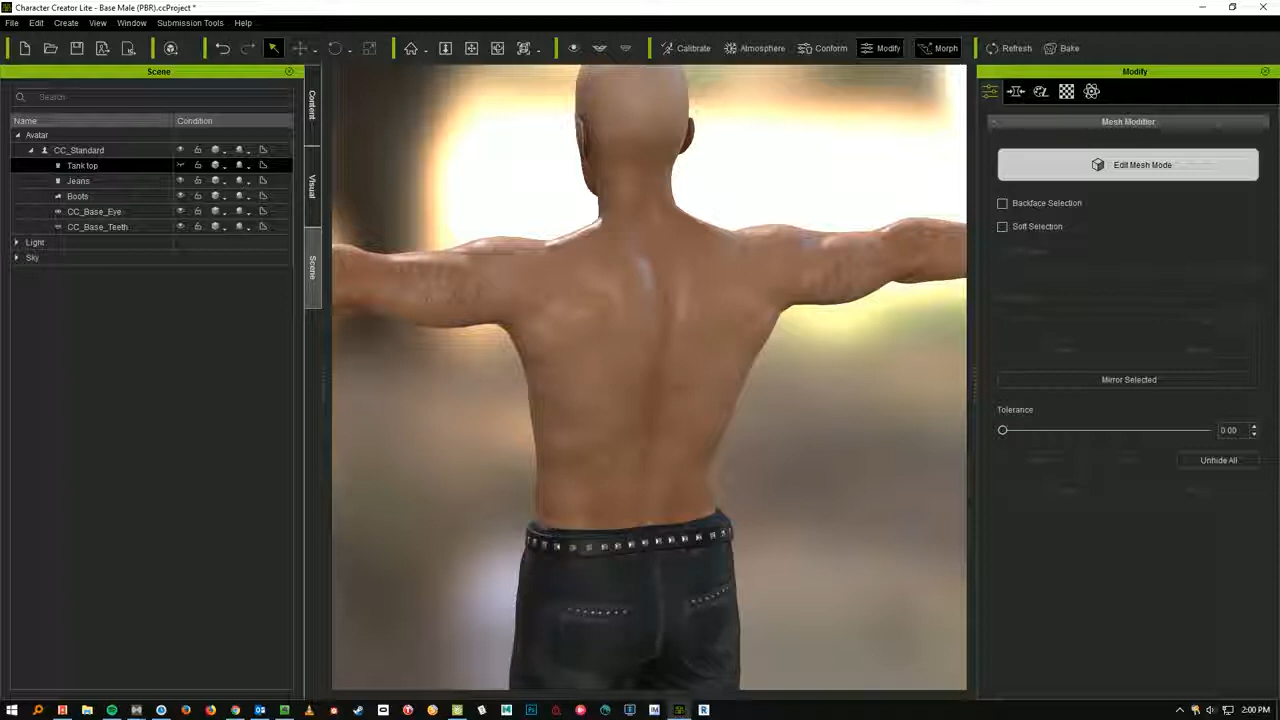 Character Creator Lite - Base Male (PBR).ccProject *
File Edit Create View Window Submission Tools Help
Calibrate Atmosphere Conform Modify Morph Refresh Bake
Scene
Search
Name Condition
Avatar
CC_Standard
Tank top
Jeans
Boots
CC_Base_Eye
CC_Base_Teeth
Light
Sky
Content
Visual
Scene
Modify
Mesh Modifier
Edit Mesh Mode
Backface Selection
Soft Selection
Mirror Selected
Tolerance
0.00
Unhide All
2:00 PM